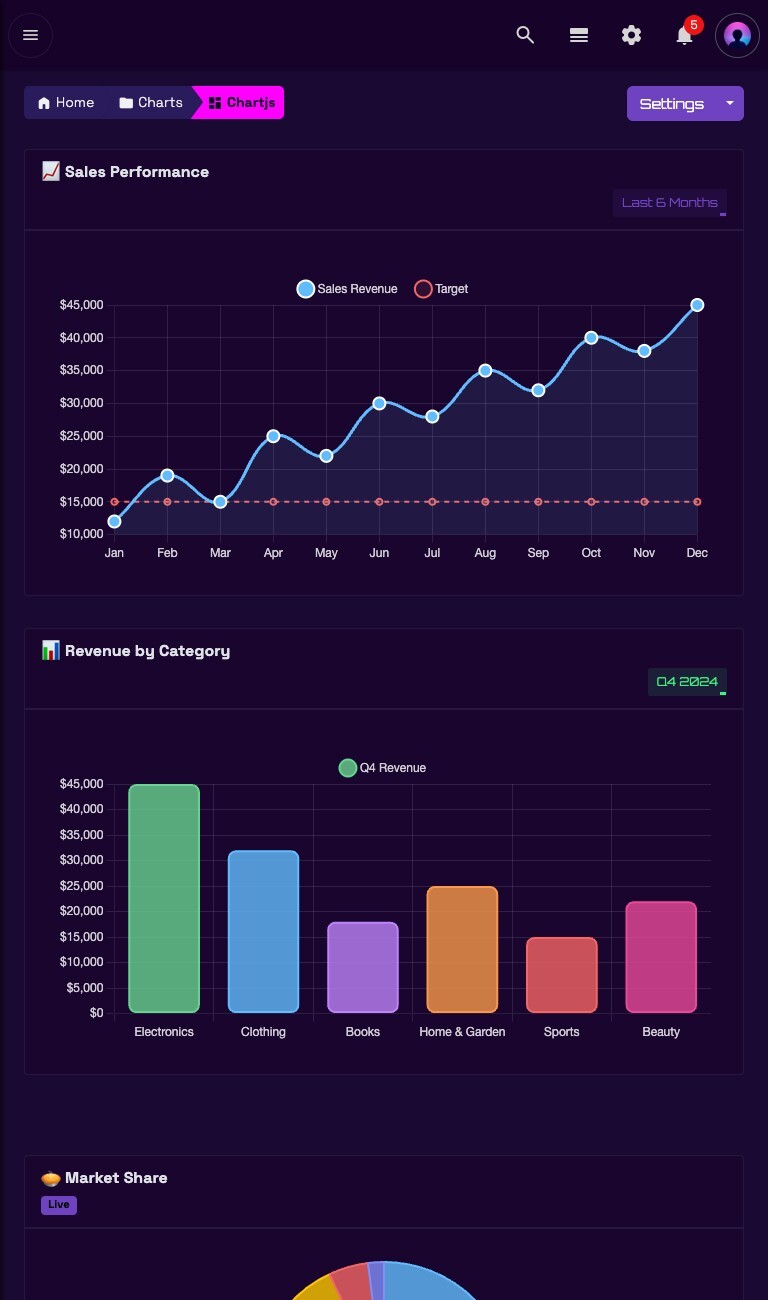 5
Home Charts Chartjs
Settings
📈 Sales Performance
Last 6 Months
Sales Revenue Target
$45,000
$40,000
$35,000
$30,000
$25,000
$20,000
$15,000
$10,000
Jan Feb Mar Apr May Jun Jul Aug Sep Oct Nov Dec
📊 Revenue by Category
Q4 2024
Q4 Revenue
$45,000
$40,000
$35,000
$30,000
$25,000
$20,000
$15,000
$10,000
$5,000
$0
Electronics Clothing Books Home & Garden Sports Beauty
🥧 Market Share
Live